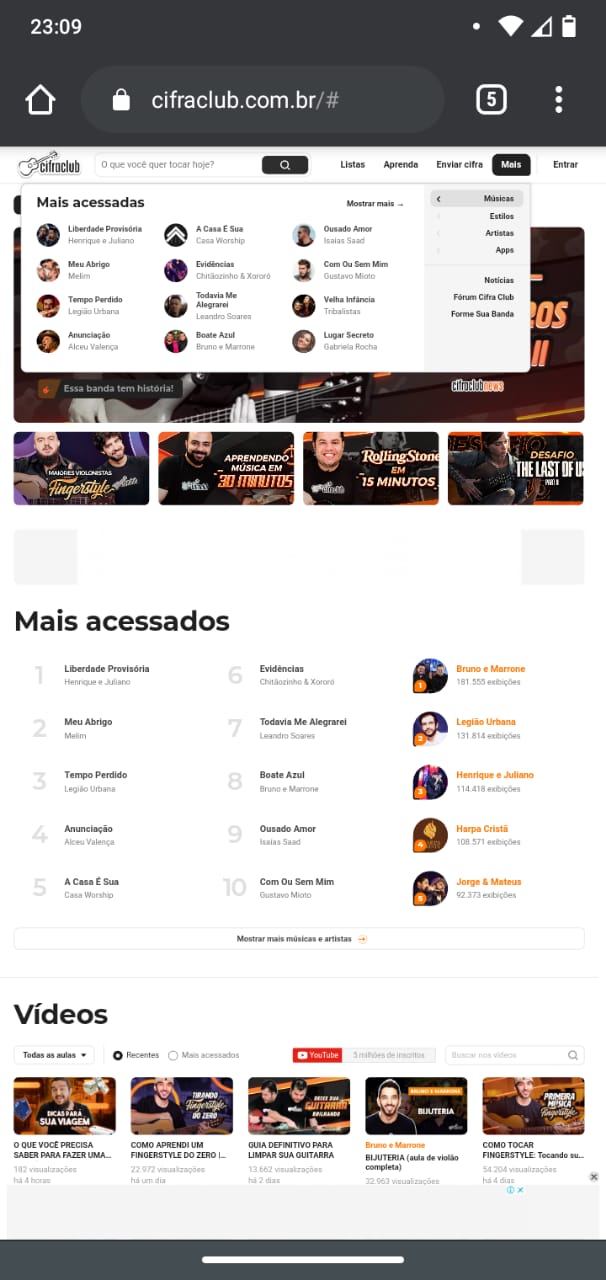 23:09
cifraclub.com.br/#
5
cifraclub
O que você quer tocar hoje?
Listas
Aprenda
Enviar cifra
Mais
Entrar
Mais acessadas
Mostrar mais →
Liberdade Provisória
Henrique e Juliano
A Casa É Sua
Casa Worship
Ousado Amor
Isaías Saad
Meu Abrigo
Melim
Evidências
Chitãozinho & Xororó
Com Ou Sem Mim
Gustavo Mioto
Tempo Perdido
Legião Urbana
Todavia Me
Alegrarei
Leandro Soares
Velha Infância
Tribalistas
Anunciação
Alceu Valença
Boate Azul
Bruno e Marrone
Lugar Secreto
Gabriela Rocha
Músicas
Estilos
Artistas
Apps
Notícias
Fórum Cifra Club
Forme Sua Banda
Essa banda tem história!
cifraclubnews
MAIORES VIOLONISTAS
Fingerstyle
APRENDENDO
MÚSICA EM
30 MINUTOS
RollingStone
EM
15 MINUTOS
DESAFIO
THE LAST OF US
PART II
Mais acessados
1
Liberdade Provisória
Henrique e Juliano
2
Meu Abrigo
Melim
3
Tempo Perdido
Legião Urbana
4
Anunciação
Alceu Valença
5
A Casa É Sua
Casa Worship
6
Evidências
Chitãozinho & Xororó
7
Todavia Me Alegrarei
Leandro Soares
8
Boate Azul
Bruno e Marrone
9
Ousado Amor
Isaías Saad
10
Com Ou Sem Mim
Gustavo Mioto
1
Bruno e Marrone
181.555 exibições
2
Legião Urbana
131.814 exibições
3
Henrique e Juliano
114.418 exibições
4
Harpa Cristã
108.571 exibições
5
Jorge & Mateus
92.373 exibições
Mostrar mais músicas e artistas →
Vídeos
Todas as aulas
Recentes
Mais acessados
YouTube
5 milhões de inscritos
Buscar nos vídeos
DICAS PARA
SUA VIAGEM
O QUE VOCÊ PRECISA
SABER PARA FAZER UMA...
182 visualizações
há 4 horas
TIRANDO
Fingerstyle
DO ZERO
COMO APRENDI UM
FINGERSTYLE DO ZERO |...
22.972 visualizações
há um dia
DEIXE SUA
GUITARRA
BRILHANDO
GUIA DEFINITIVO PARA
LIMPAR SUA GUITARRA
13.662 visualizações
há 2 dias
BRUNO E MARRONE
BIJUTERIA
Bruno e Marrone
BIJUTERIA (aula de violão
completa)
32.963 visualizações
PRIMEIRA
MÚSICA
Fingerstyle
COMO TOCAR
FINGERSTYLE: Tocando su...
54.204 visualizações
há 4 dias